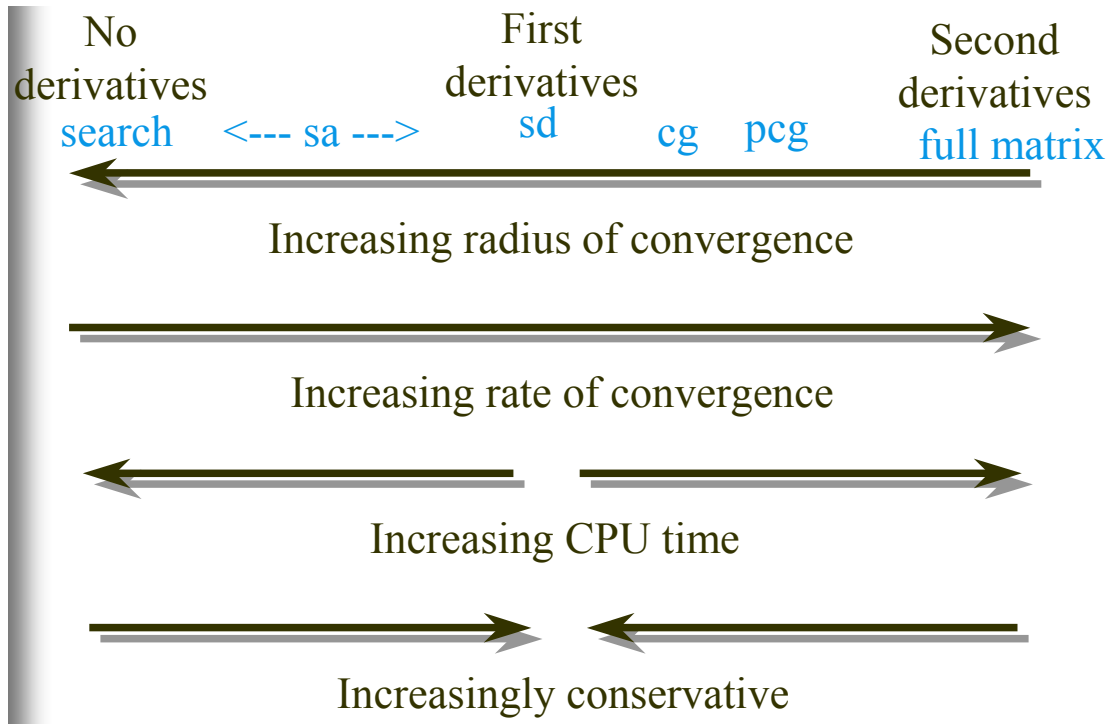 No
derivatives
First
derivatives
Second
derivatives
search <--- sa ---> sd cg pcg full matrix
Increasing radius of convergence
Increasing rate of convergence
Increasing CPU time
Increasingly conservative